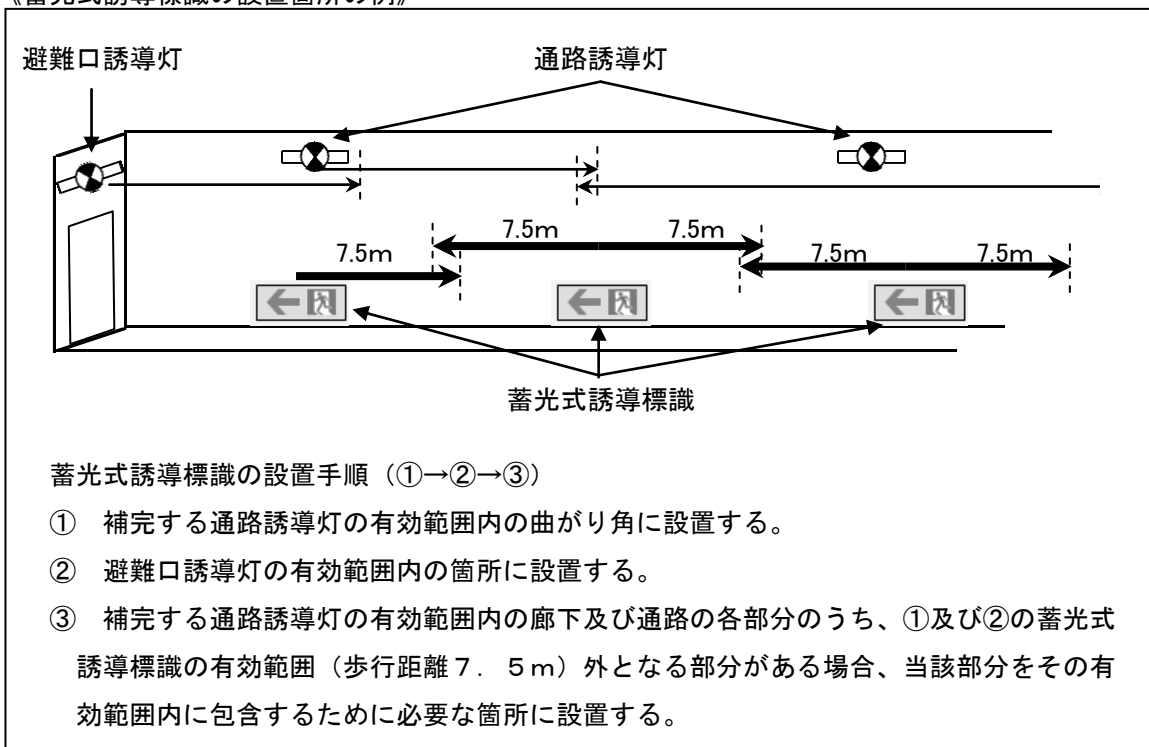 《蓄光式誘導標識の設置箇所の例》
避難口誘導灯
通路誘導灯
7.5m
7.5m
7.5m
7.5m
7.5m
蓄光式誘導標識
蓄光式誘導標識の設置手順（①→②→③）
① 補完する通路誘導灯の有効範囲内の曲がり角に設置する。
② 避難口誘導灯の有効範囲内の箇所に設置する。
③ 補完する通路誘導灯の有効範囲内の廊下及び通路の各部分のうち、①及び②の蓄光式
誘導標識の有効範囲（歩行距離７．５ｍ）外となる部分がある場合、当該部分をその有
効範囲内に包含するために必要な箇所に設置する。